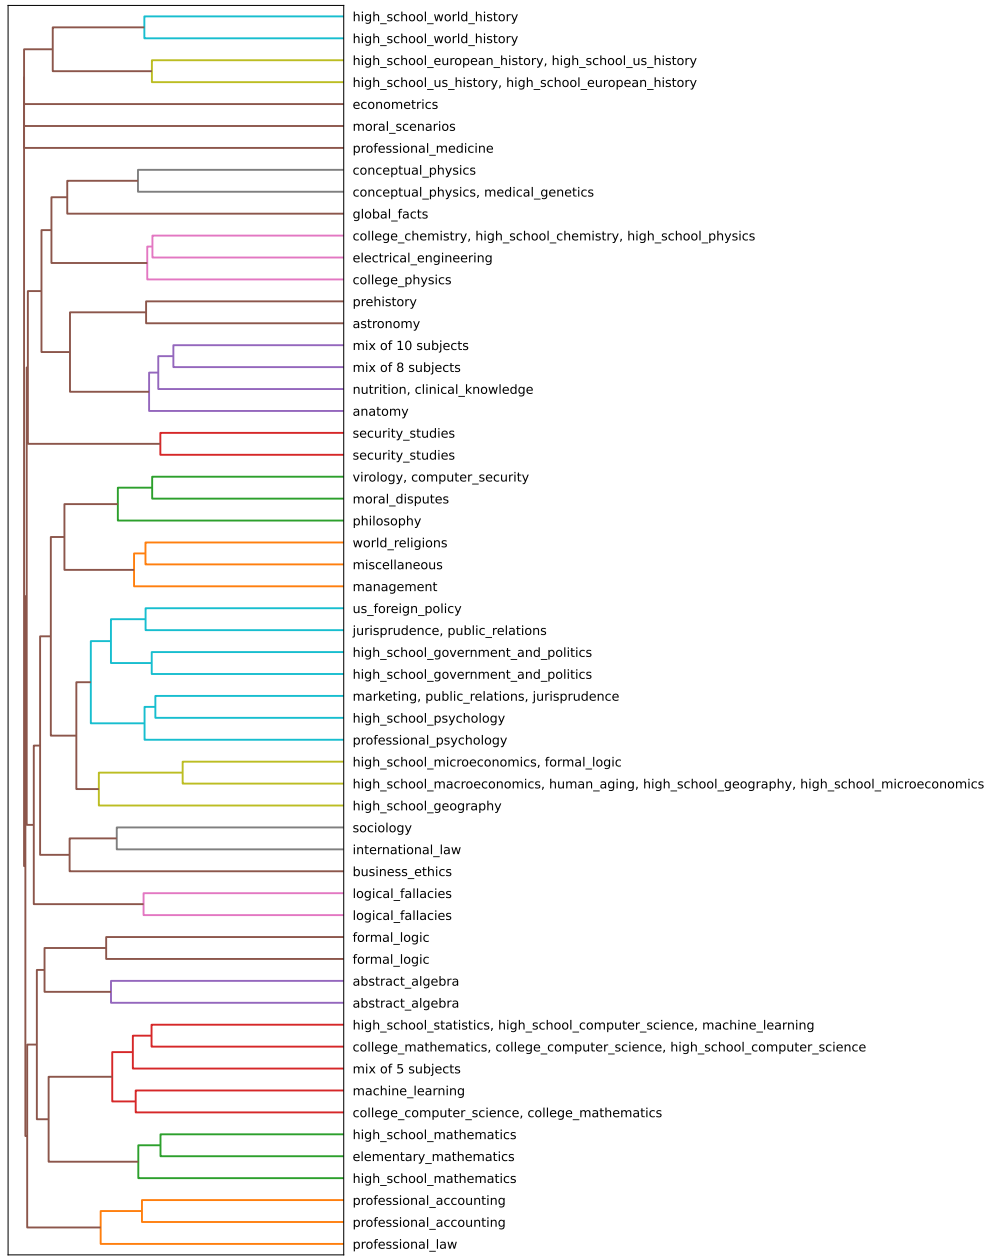 high_school_world_history
high_school_world_history
high_school_european_history, high_school_us_history
high_school_us_history, high_school_european_history
econometrics
moral_scenarios
professional_medicine
conceptual_physics
conceptual_physics, medical_genetics
global_facts
college_chemistry, high_school_chemistry, high_school_physics
electrical_engineering
college_physics
prehistory
astronomy
mix of 10 subjects
mix of 8 subjects
nutrition, clinical_knowledge
anatomy
security_studies
security_studies
virology, computer_security
moral_disputes
philosophy
world_religions
miscellaneous
management
us_foreign_policy
jurisprudence, public_relations
high_school_government_and_politics
high_school_government_and_politics
marketing, public_relations, jurisprudence
high_school_psychology
professional_psychology
high_school_microeconomics, formal_logic
high_school_macroeconomics, human_aging, high_school_geography, high_school_microeconomics
high_school_geography
sociology
international_law
business_ethics
logical_fallacies
logical_fallacies
formal_logic
formal_logic
abstract_algebra
abstract_algebra
high_school_statistics, high_school_computer_science, machine_learning
college_mathematics, college_computer_science, high_school_computer_science
mix of 5 subjects
machine_learning
college_computer_science, college_mathematics
high_school_mathematics
elementary_mathematics
high_school_mathematics
professional_accounting
professional_accounting
professional_law